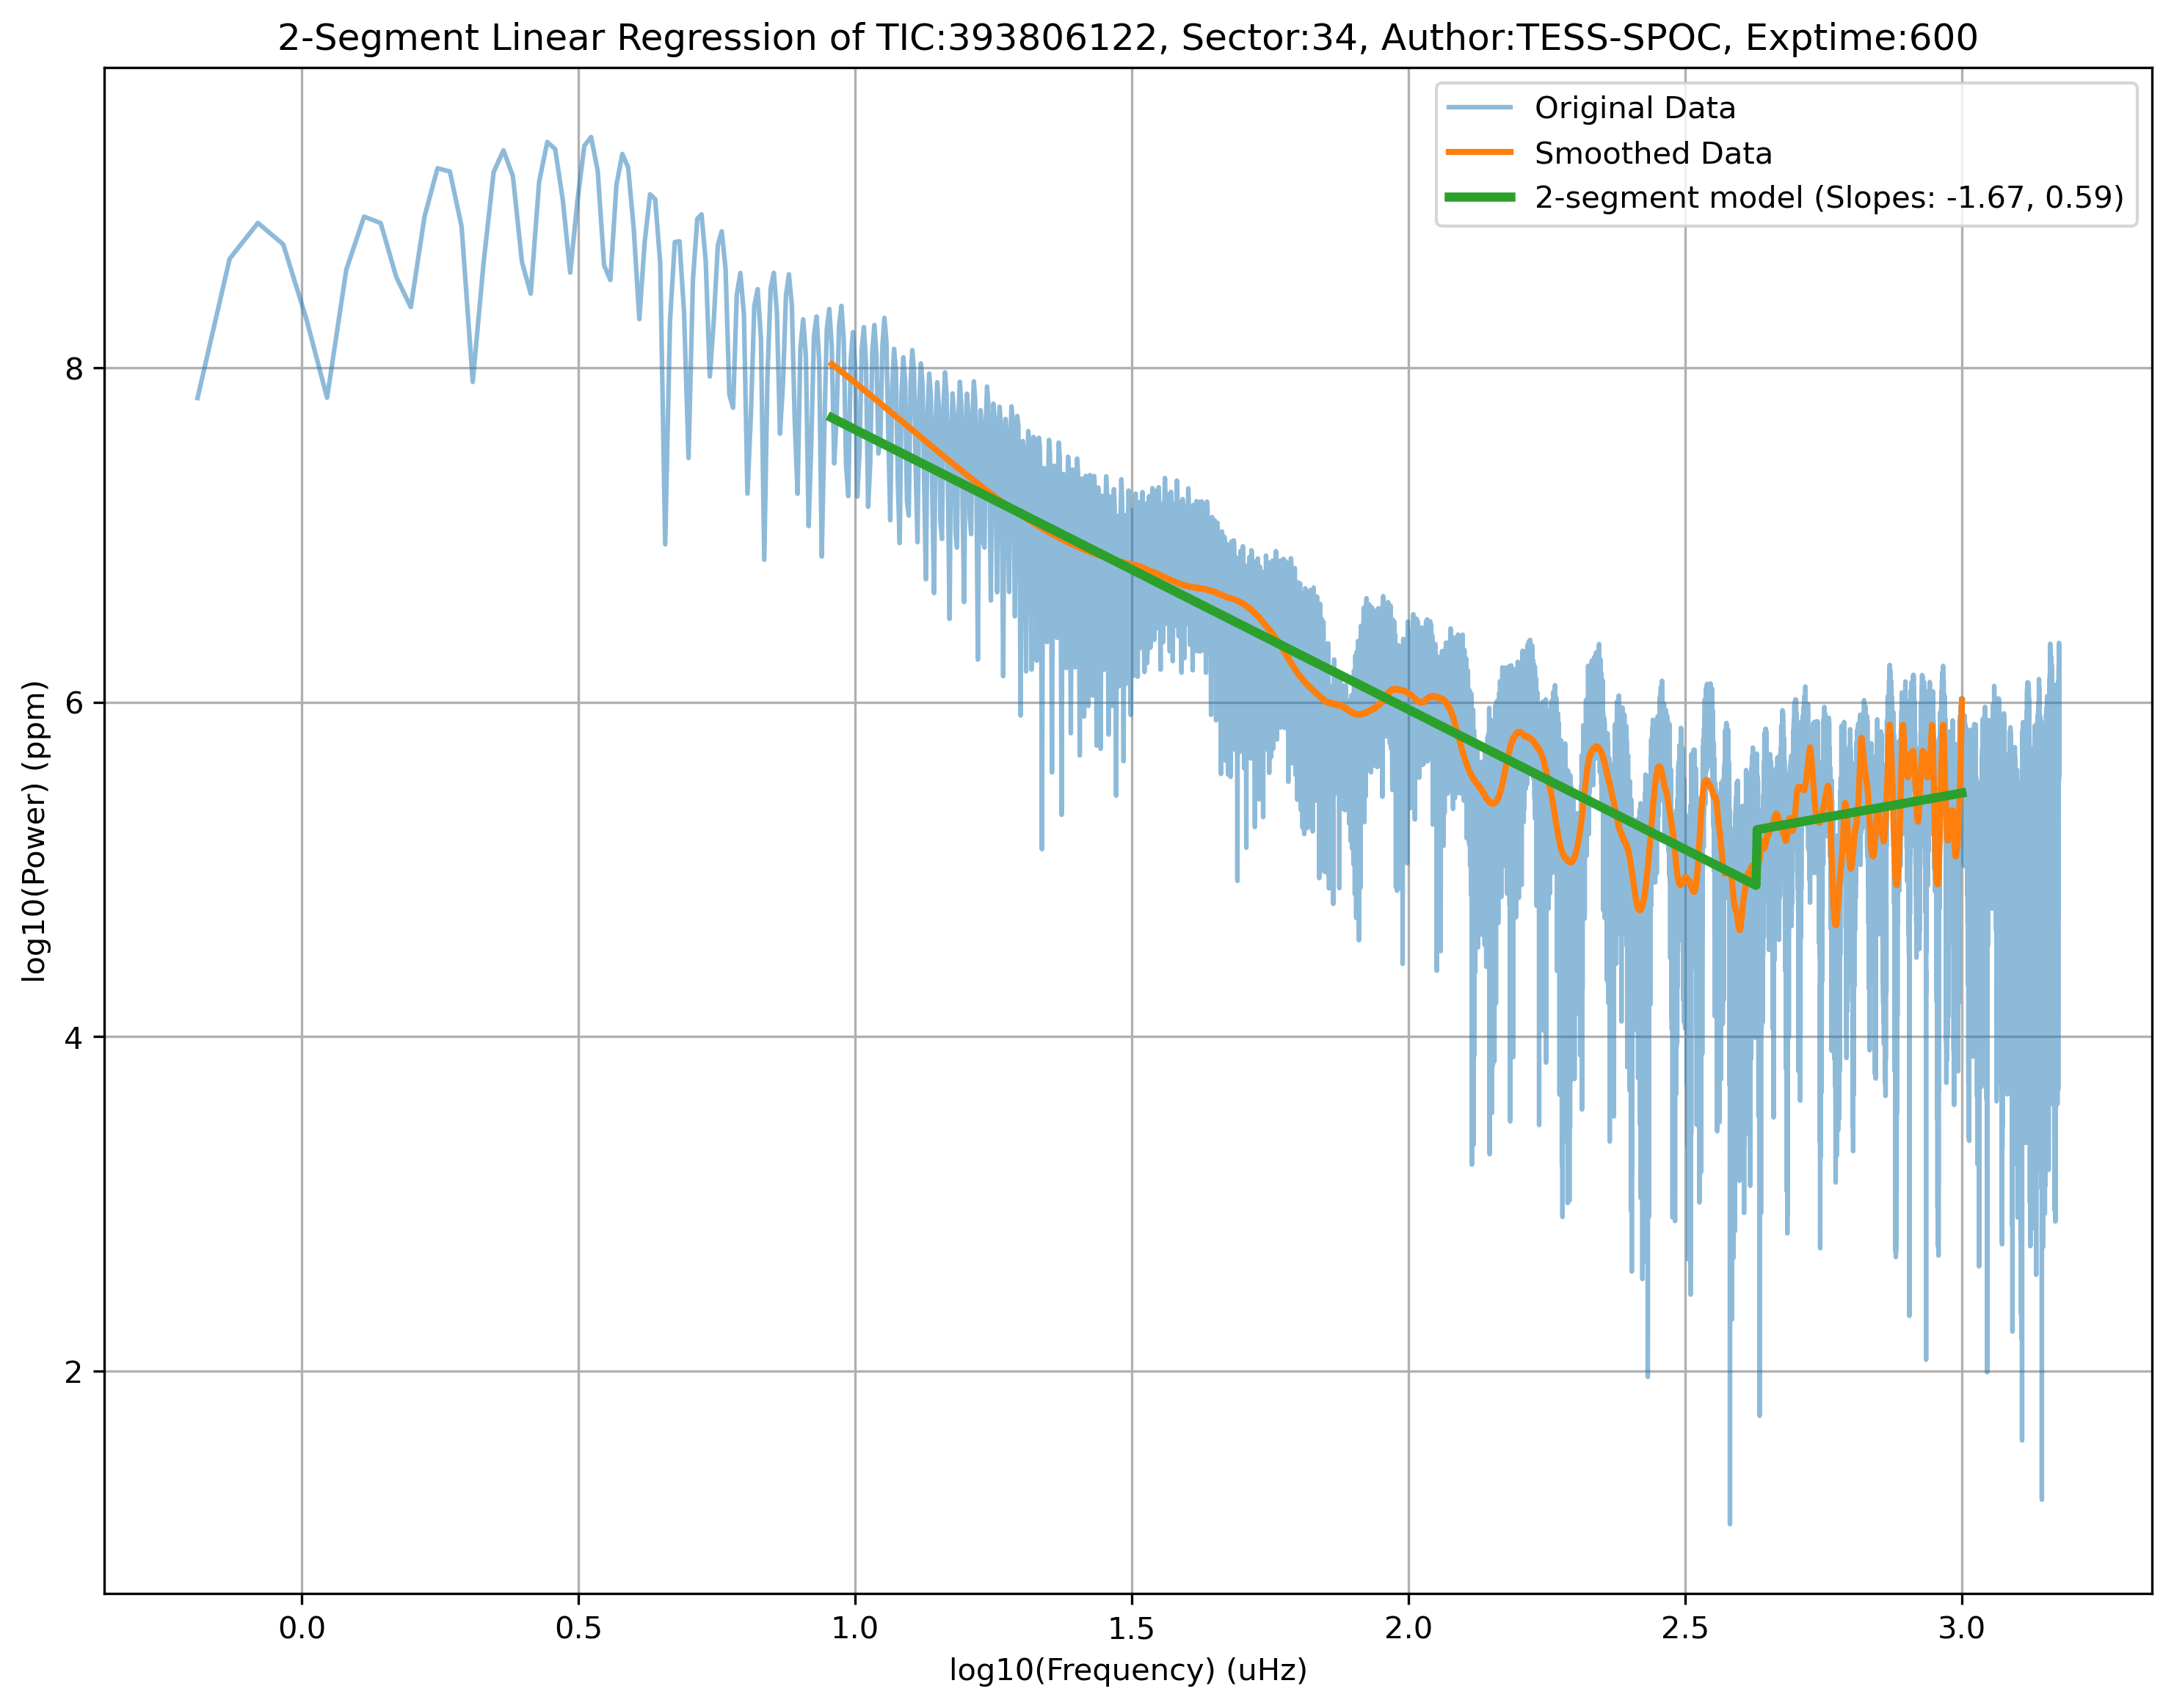 2-Segment Linear Regression of TIC:393806122, Sector:34, Author:TESS-SPOC, Exptime:600
Original Data
Smoothed Data
2-segment model (Slopes: -1.67, 0.59)
log10(Power) (ppm)
8
6
4
2
0.0 0.5 1.0 1.5 2.0 2.5 3.0
log10(Frequency) (uHz)